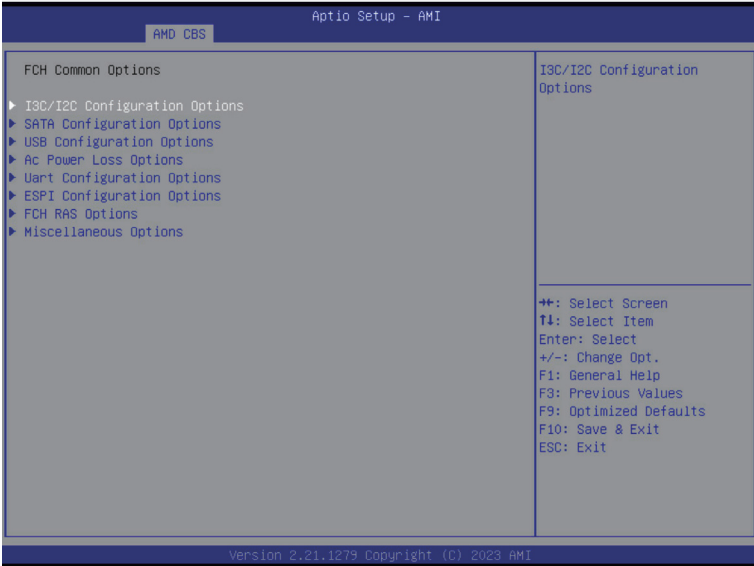 Aptio Setup – AMI
AMD CBS
FCH Common Options
I3C/I2C Configuration Options
SATA Configuration Options
USB Configuration Options
Ac Power Loss Options
Uart Configuration Options
ESPI Configuration Options
FCH RAS Options
Miscellaneous Options
I3C/I2C Configuration
Options
→←: Select Screen
↑↓: Select Item
Enter: Select
+/-: Change Opt.
F1: General Help
F3: Previous Values
F9: Optimized Defaults
F10: Save & Exit
ESC: Exit
Version 2.21.1279 Copyright (C) 2023 AMI